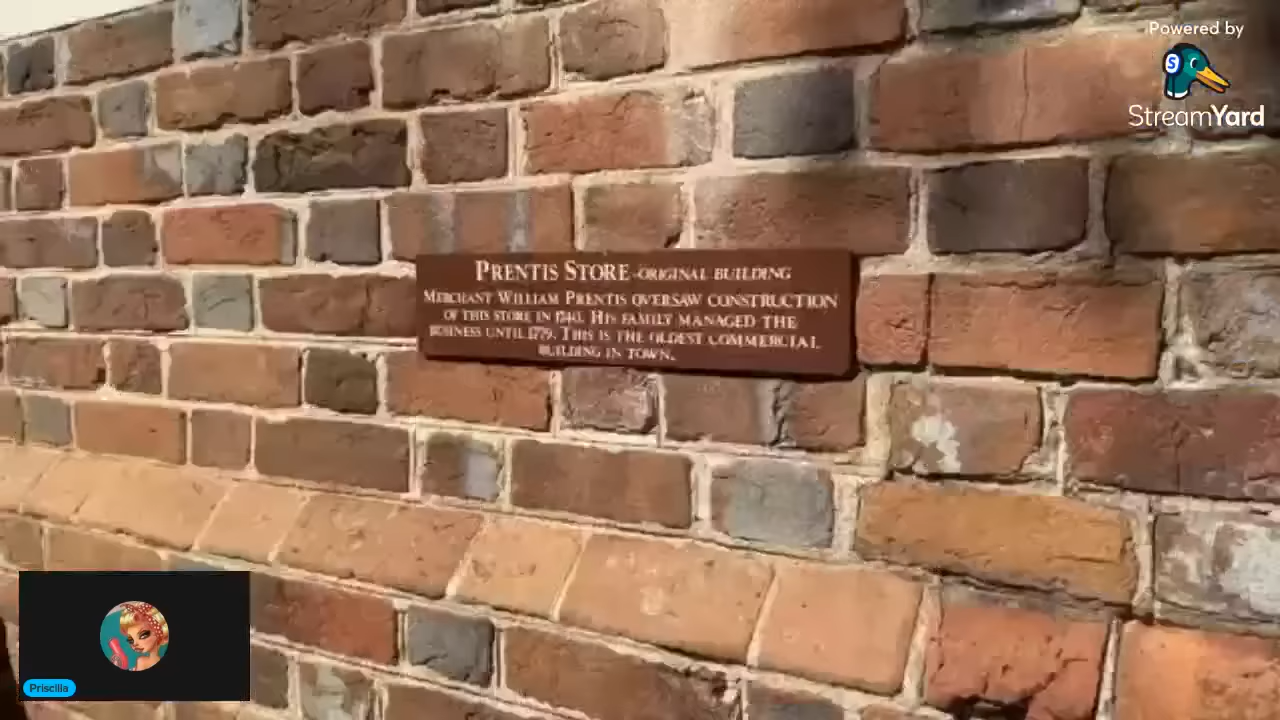 Powered by
StreamYard
PRENTIS STORE-ORIGINAL BUILDING
MERCHANT WILLIAM PRENTIS OVERSAW CONSTRUCTION
OF THIS STORE IN 1740. HIS FAMILY MANAGED THE
BUSINESS UNTIL 1779. THIS IS THE OLDEST COMMERCIAL
BUILDING IN TOWN.
Priscilla